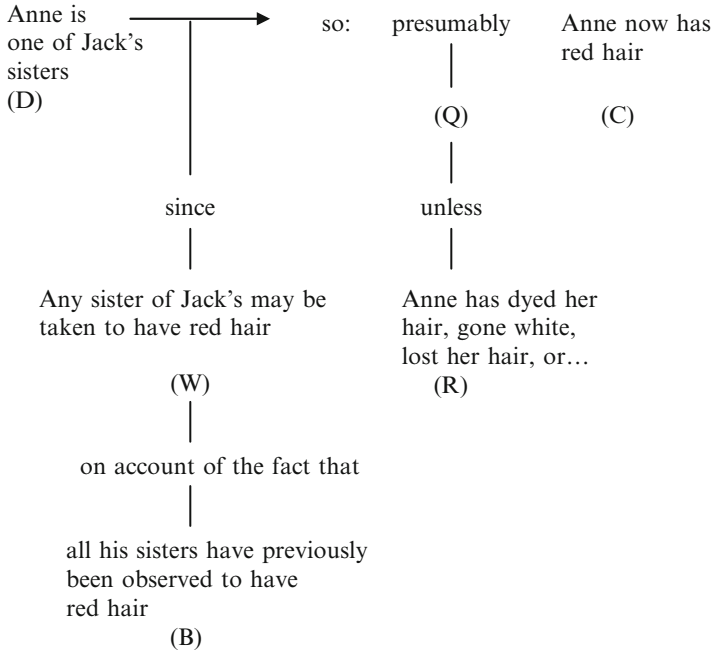 Anne is
one of Jack's
sisters
(D)
so: presumably
Anne now has
red hair
(Q)
(C)
since
unless
Any sister of Jack's may be
taken to have red hair
(W)
Anne has dyed her
hair, gone white,
lost her hair, or…
(R)
on account of the fact that
all his sisters have previously
been observed to have
red hair
(B)